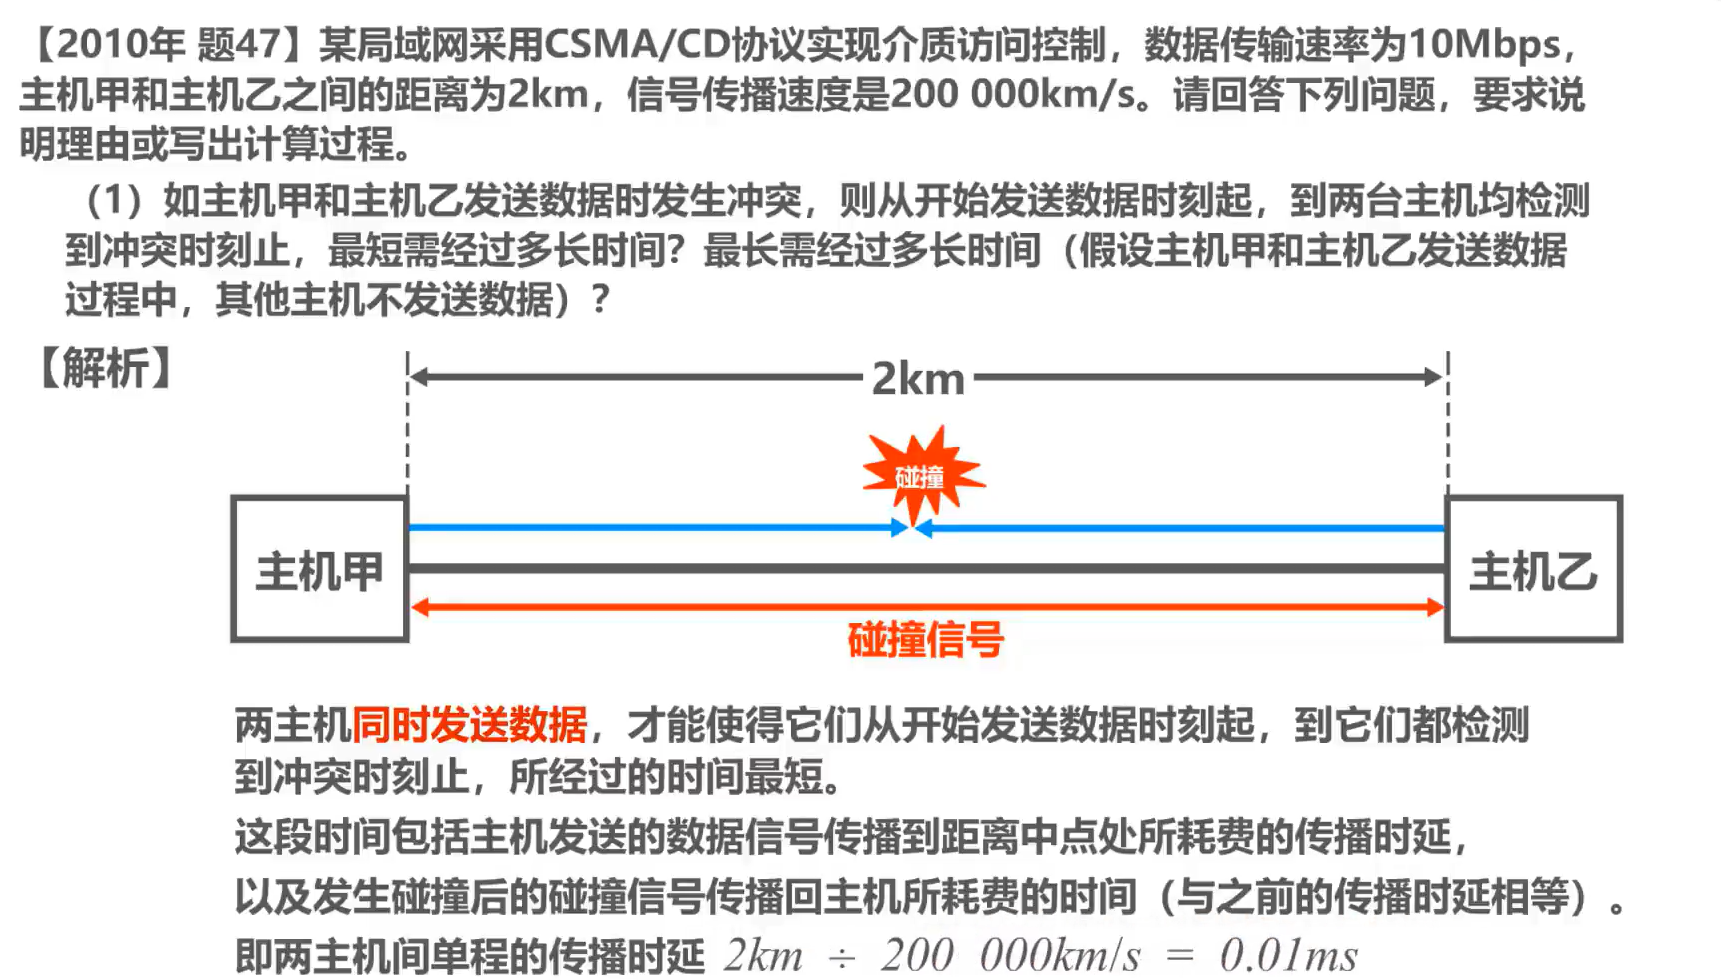 【2010年 题47】某局域网采用CSMA/CD协议实现介质访问控制，数据传输速率为10Mbps，
主机甲和主机乙之间的距离为2km，信号传播速度是200 000km/s。请回答下列问题，要求说
明理由或写出计算过程。
（1）如主机甲和主机乙发送数据时发生冲突，则从开始发送数据时刻起，到两台主机均检测
到冲突时刻止，最短需经过多长时间？最长需经过多长时间（假设主机甲和主机乙发送数据
过程中，其他主机不发送数据）？
【解析】
2km
碰撞
主机甲
主机乙
碰撞信号
两主机同时发送数据，才能使得它们从开始发送数据时刻起，到它们都检测
到冲突时刻止，所经过的时间最短。
这段时间包括主机发送的数据信号传播到距离中点处所耗费的传播时延，
以及发生碰撞后的碰撞信号传播回主机所耗费的时间（与之前的传播时延相等）。
即两主机间单程的传播时延 2km ÷ 200 000km/s = 0.01ms